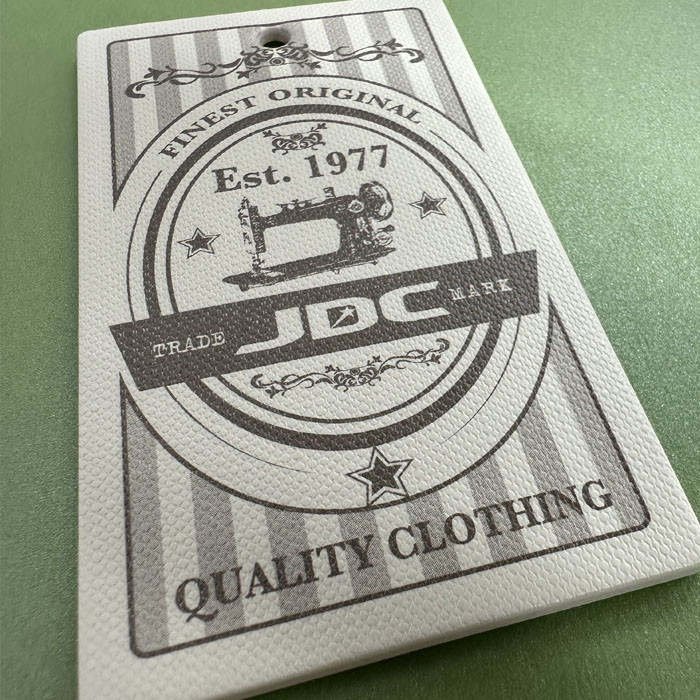 FINEST ORIGINAL
Est. 1977
TRADE JDC MARK
QUALITY CLOTHING